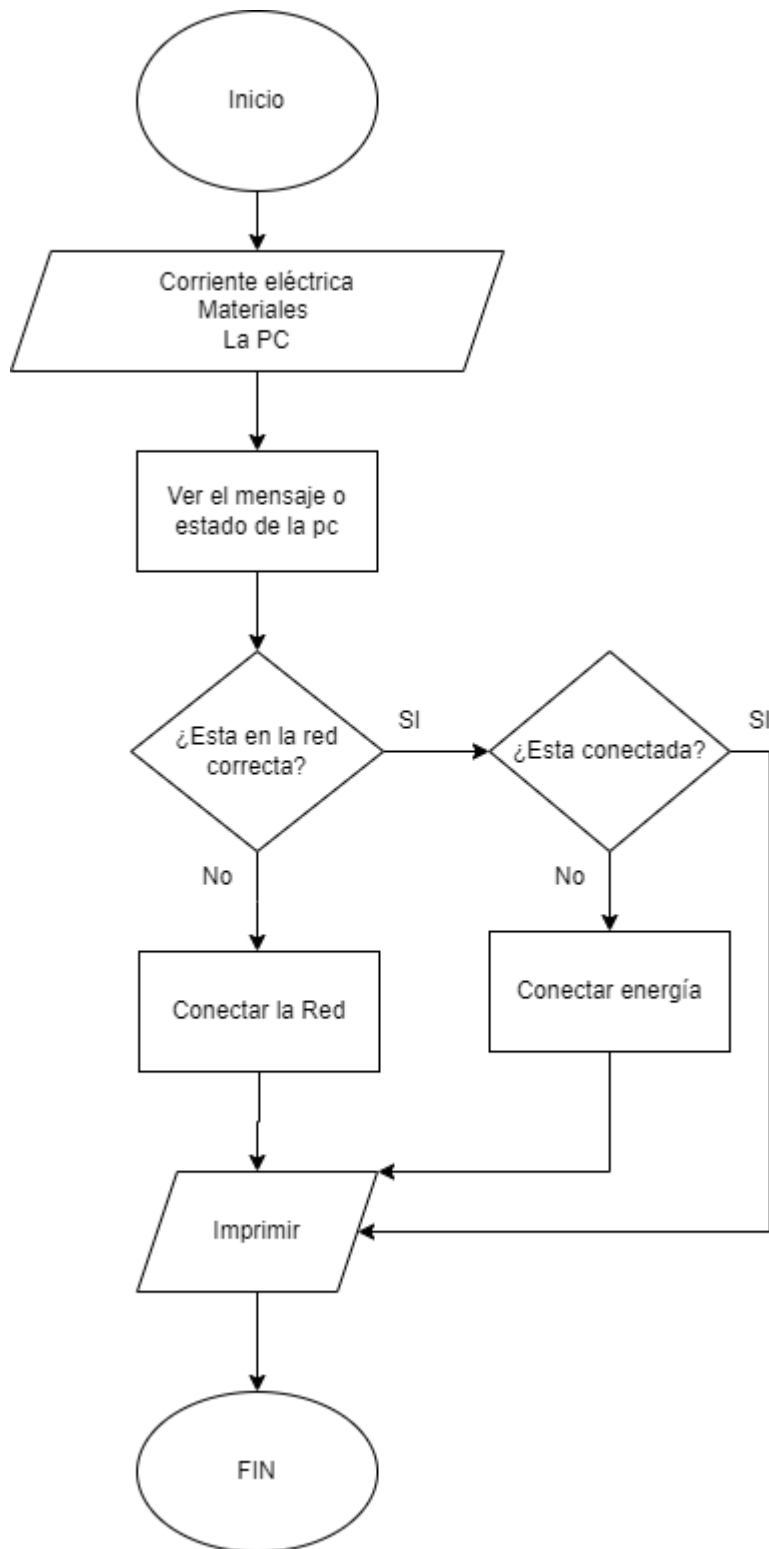 Inicio
Corriente eléctrica
Materiales
La PC
Ver el mensaje o
estado de la pc
¿Esta en la red
correcta?
SI
¿Esta conectada?
SI
No
No
Conectar la Red
Conectar energía
Imprimir
FIN